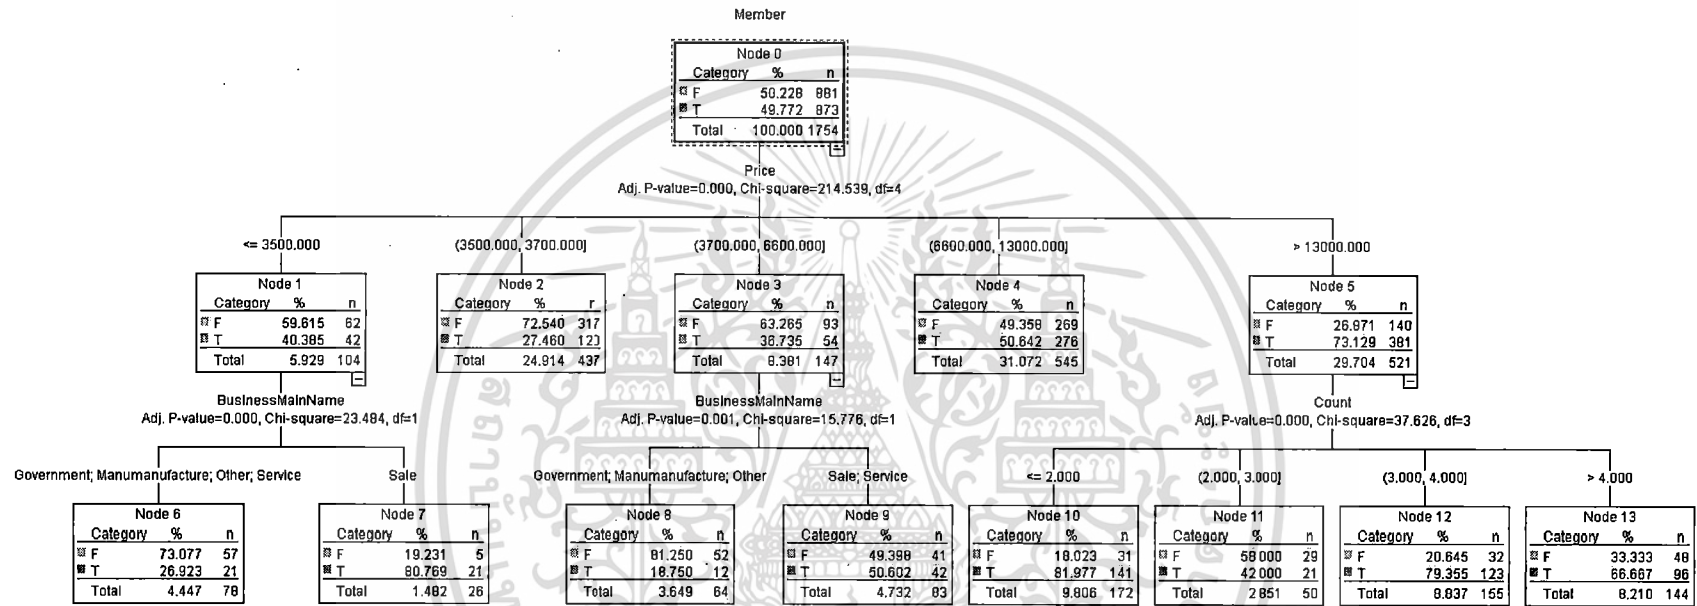 Member
Node 0
Category % n
F 50.228 881
T 49.772 873
Total 100.000 1754
Price
Adj. P-value=0.000, Chi-square=214.539, df=4
<= 3500.000
(3500.000, 3700.000]
(3700.000, 6600.000]
(6600.000, 13000.000]
> 13000.000
Node 1
Category % n
F 59.615 62
T 40.385 42
Total 5.929 104
Node 2
Category % r
F 72.540 317
T 27.460 120
Total 24.914 437
Node 3
Category % n
F 63.265 93
T 36.735 54
Total 8.381 147
Node 4
Category % n
F 49.358 269
T 50.642 276
Total 31.072 545
Node 5
Category % n
F 26.871 140
T 73.129 381
Total 29.704 521
BusinessMainName
Adj. P-value=0.000, Chi-square=23.484, df=1
BusinessMainName
Adj. P-value=0.001, Chi-square=15.776, df=1
Count
Adj. P-value=0.000, Chi-square=37.626, df=3
Government; Manumanufacture; Other; Service
Sale
Government; Manumanufacture; Other
Sale; Service
<= 2.000
(2.000, 3.000]
(3.000, 4.000]
> 4.000
Node 6
Category % n
F 73.077 57
T 26.923 21
Total 4.447 78
Node 7
Category % n
F 19.231 5
T 80.769 21
Total 1.482 26
Node 8
Category % n
F 81.250 52
T 18.750 12
Total 3.649 64
Node 9
Category % n
F 49.398 41
T 50.602 42
Total 4.732 83
Node 10
Category % n
F 18.023 31
T 81.977 141
Total 9.806 172
Node 11
Category % n
F 58.000 29
T 42.000 21
Total 2.851 50
Node 12
Category % n
F 20.645 32
T 79.355 123
Total 8.837 155
Node 13
Category % n
F 33.333 48
T 66.667 96
Total 8.210 144